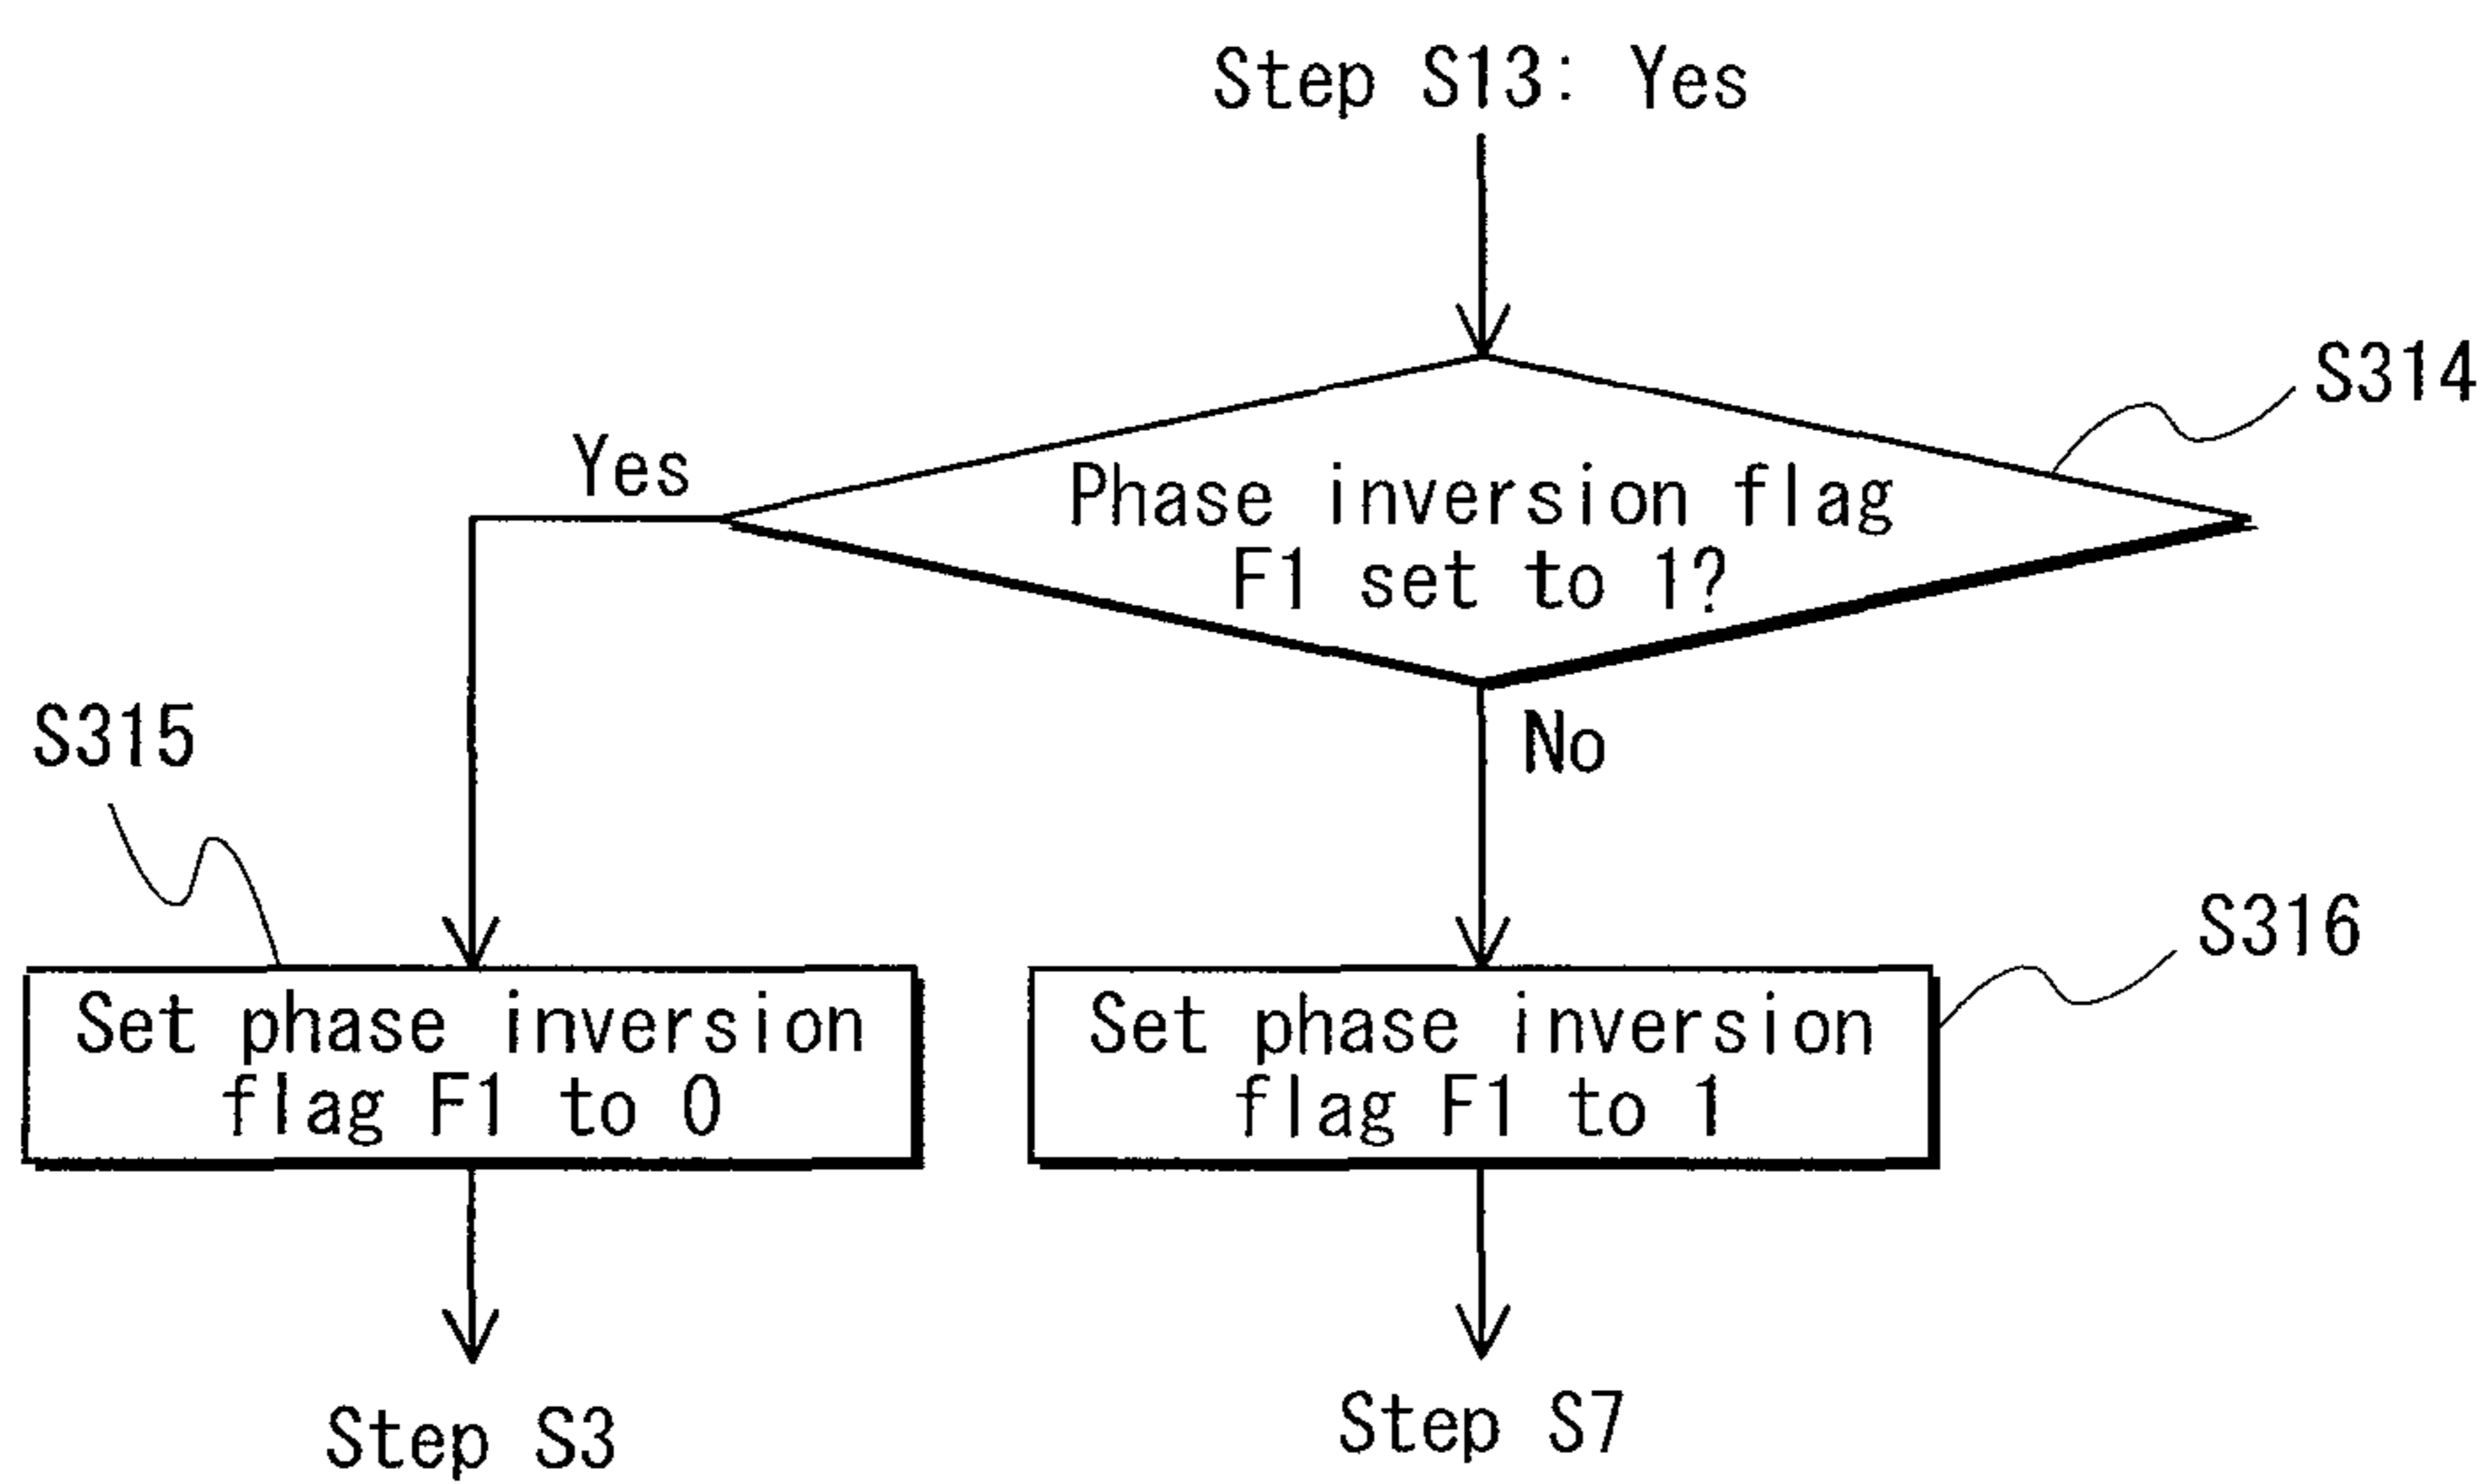 Step S13: Yes
S314
Yes
Phase inversion flag
F1 set to 1?
No
S315
S316
Set phase inversion
flag F1 to 0
Set phase inversion
flag F1 to 1
Step S3
Step S7